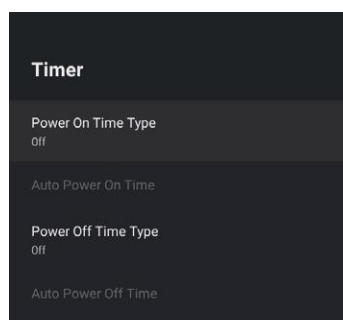 Timer
Power On Time Type
Off
Auto Power On Time
Power Off Time Type
Off
Auto Power Off Time